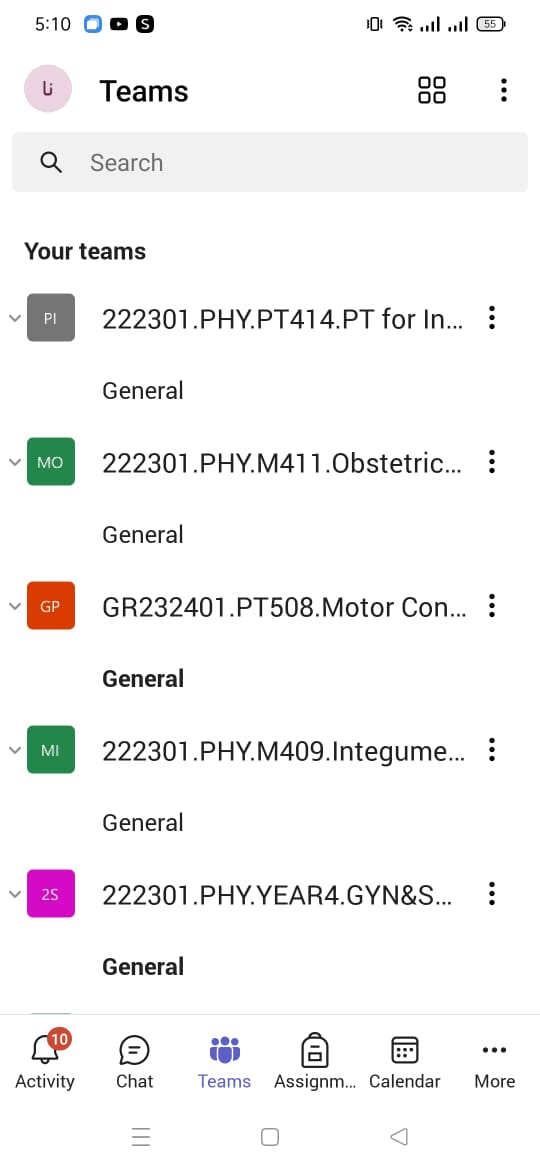 5:10
S
55
نا
Teams
Search
Your teams
PI
222301.PHY.PT414.PT for In...
General
MO
222301.PHY.M411.Obstetric...
General
GP
GR232401.PT508.Motor Con...
General
MI
222301.PHY.M409.Integume...
General
2S
222301.PHY.YEAR4.GYN&S...
General
10
Activity
Chat
Teams
Assignm...
Calendar
More